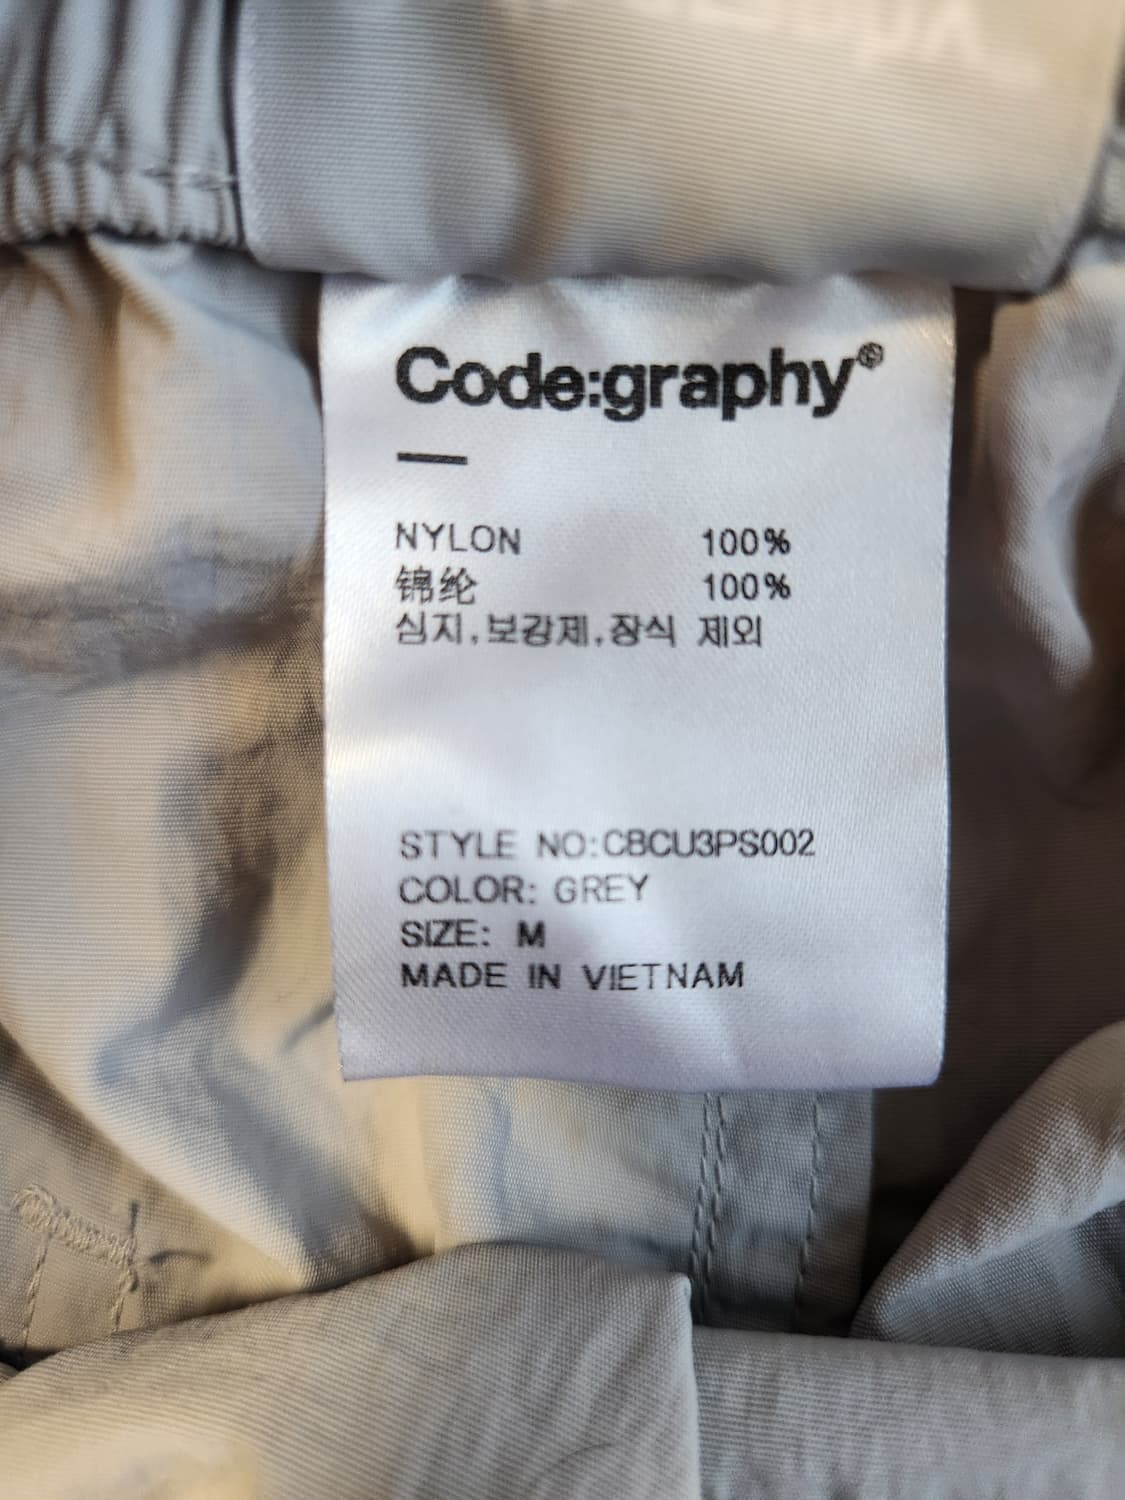 Code:graphy®
NYLON 100%
锦纶 100%
심지,보강제,장식 제외
STYLE NO:CBCU3PS002
COLOR: GREY
SIZE: M
MADE IN VIETNAM